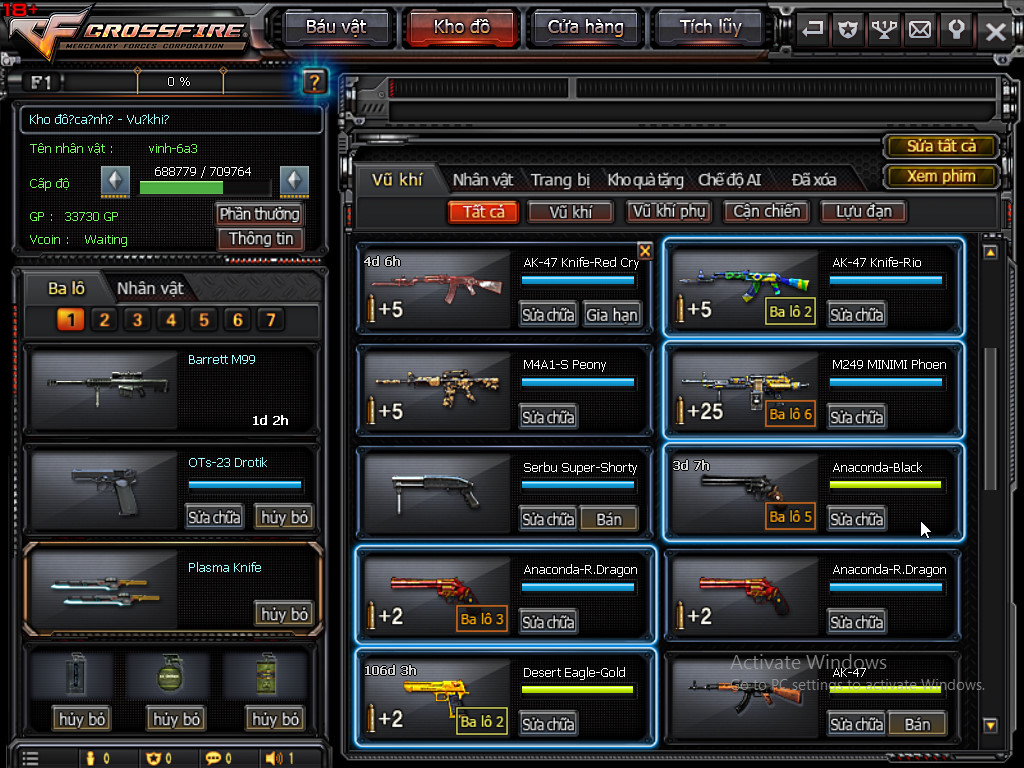 18+
CROSSFIRE
MERCENARY FORCES CORPORATION
Báu vật
Kho đồ
Cửa hàng
Tích lũy
F1
0 %
?
Kho đồ?ca?nh? - Vu?khi?
Tên nhân vật :
vinh-6a3
Cấp độ
688779 / 709764
GP : 33730 GP
Phần thưởng
Vcoin : Waiting
Thông tin
Ba lô
Nhân vật
1 2 3 4 5 6 7
Barrett M99
1d 2h
OTs-23 Drotik
Sửa chữa
hủy bỏ
Plasma Knife
hủy bỏ
hủy bỏ
hủy bỏ
hủy bỏ
0
0
0
1
Sửa tất cả
Xem phim
Vũ khí
Nhân vật
Trang bị
Kho quà tặng
Chế độ AI
Đã xóa
Tất cả
Vũ khí
Vũ khí phụ
Cận chiến
Lựu đạn
4d 6h
AK-47 Knife-Red Cry
+5
Sửa chữa
Gia hạn
AK-47 Knife-Rio
+5
Ba lô 2
Sửa chữa
M4A1-S Peony
+5
Sửa chữa
M249 MINIMI Phoen
+25
Ba lô 6
Sửa chữa
Serbu Super-Shorty
Sửa chữa
Bán
3d 7h
Anaconda-Black
Ba lô 5
Sửa chữa
Anaconda-R.Dragon
+2
Ba lô 3
Sửa chữa
Anaconda-R.Dragon
+2
Sửa chữa
106d 3h
Desert Eagle-Gold
+2
Ba lô 2
Sửa chữa
AK-47
Sửa chữa
Bán
Activate Windows
Go to PC settings to activate Windows.